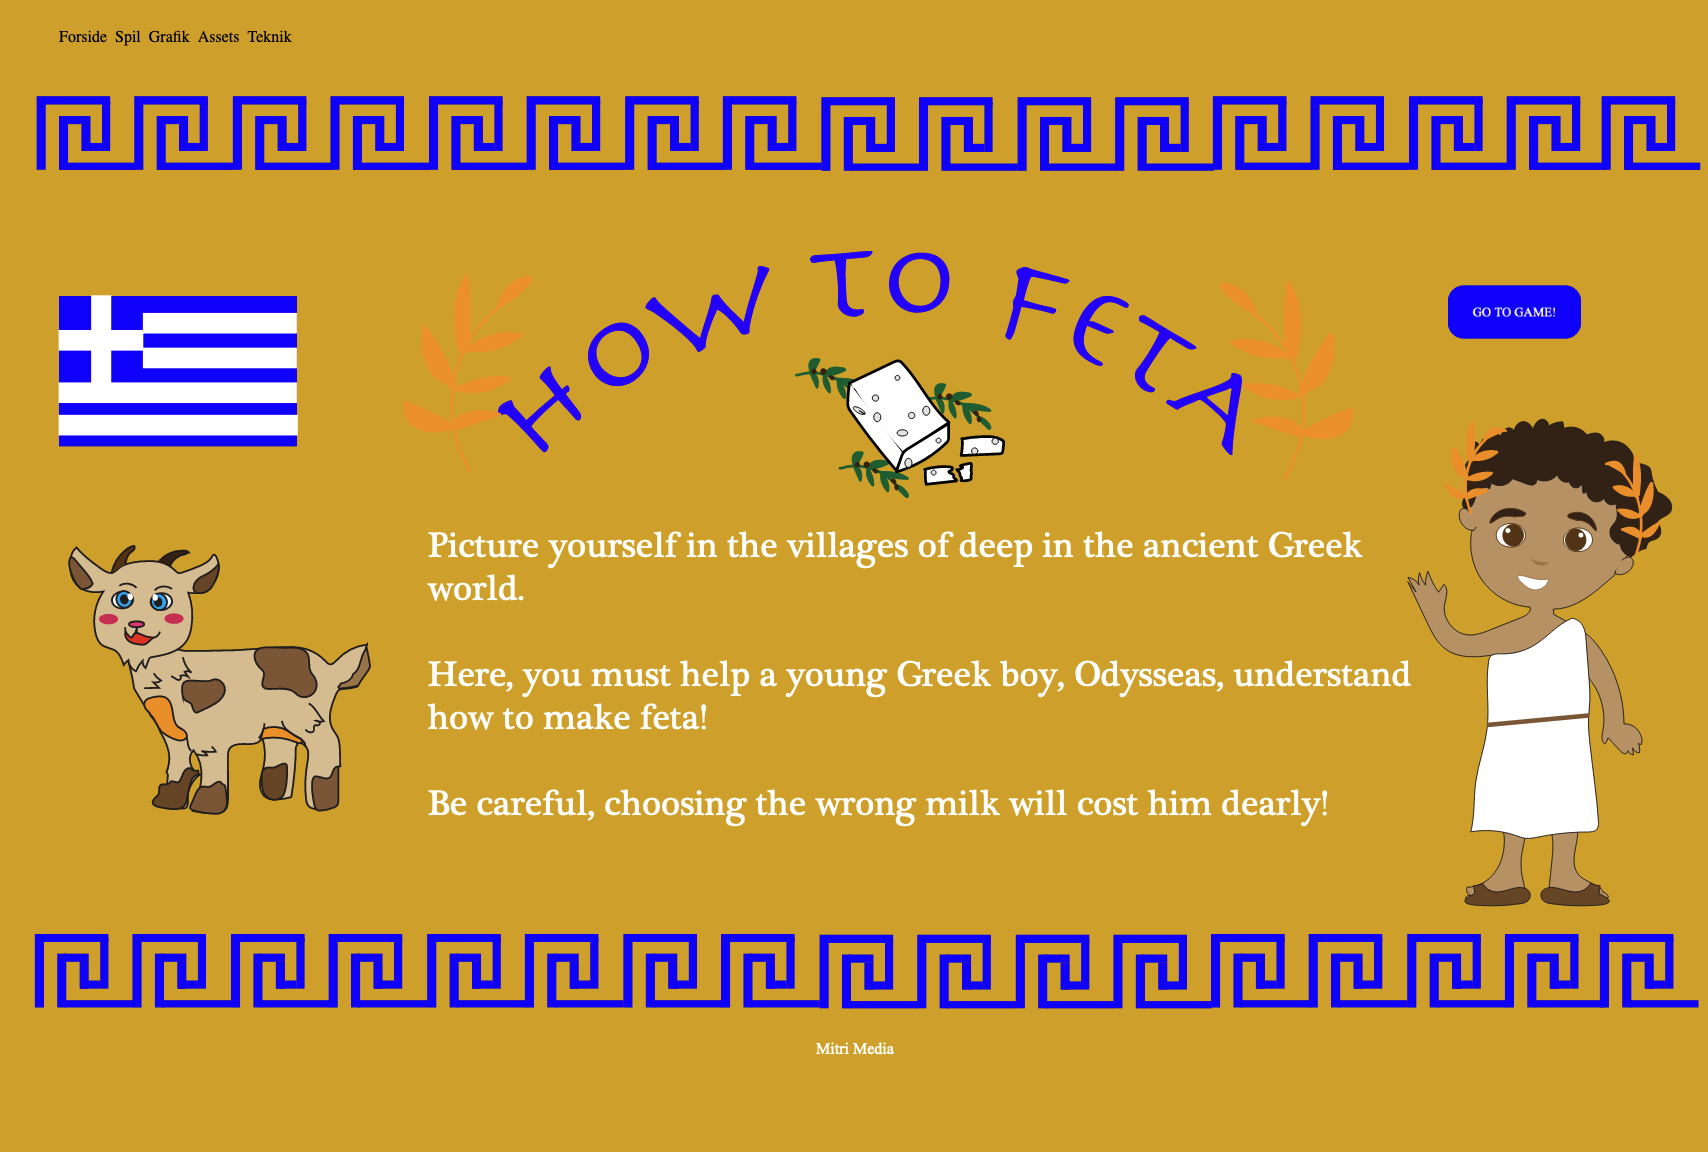 Forside Spil Grafik Assets Teknik
HOW TO FETA
GO TO GAME!
Picture yourself in the villages of deep in the ancient Greek
world.
Here, you must help a young Greek boy, Odysseas, understand
how to make feta!
Be careful, choosing the wrong milk will cost him dearly!
Mitri Media